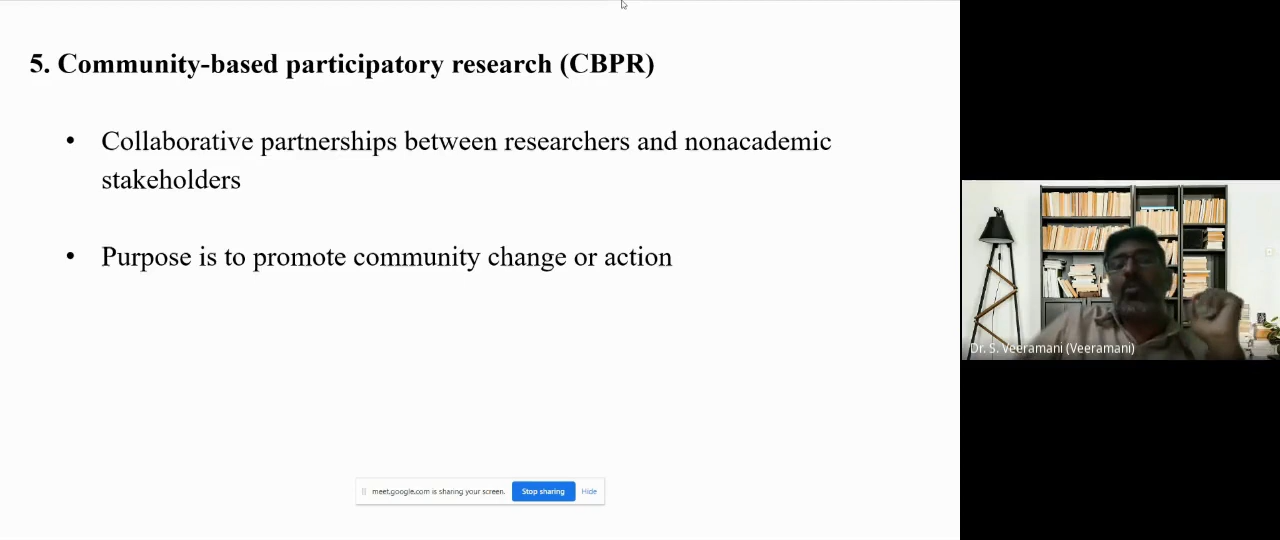 5. Community-based participatory research (CBPR)
• Collaborative partnerships between researchers and nonacademic
stakeholders
• Purpose is to promote community change or action
Dr. S. Veeramani (Veeramani)
meet.google.com is sharing your screen.
Stop sharing
Hide